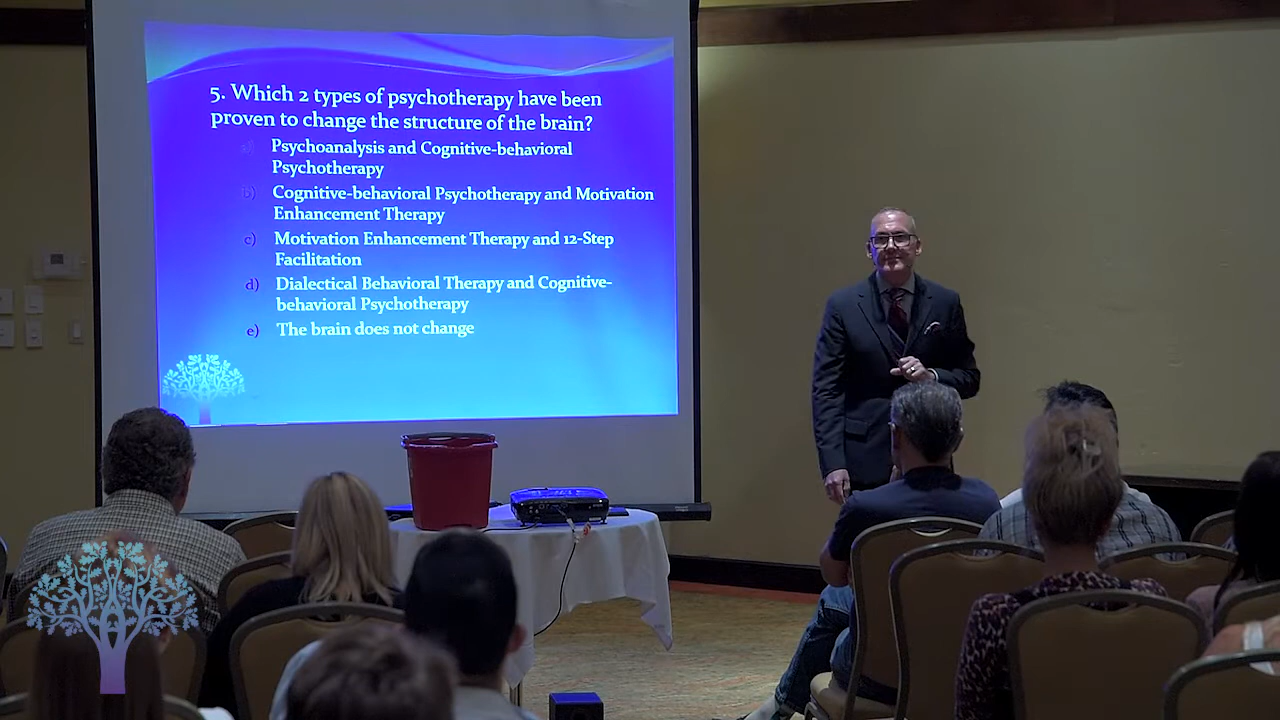 5. Which 2 types of psychotherapy have been
proven to change the structure of the brain?
a) Psychoanalysis and Cognitive-behavioral
Psychotherapy
b) Cognitive-behavioral Psychotherapy and Motivation
Enhancement Therapy
c) Motivation Enhancement Therapy and 12-Step
Facilitation
d) Dialectical Behavioral Therapy and Cognitive-
behavioral Psychotherapy
e) The brain does not change